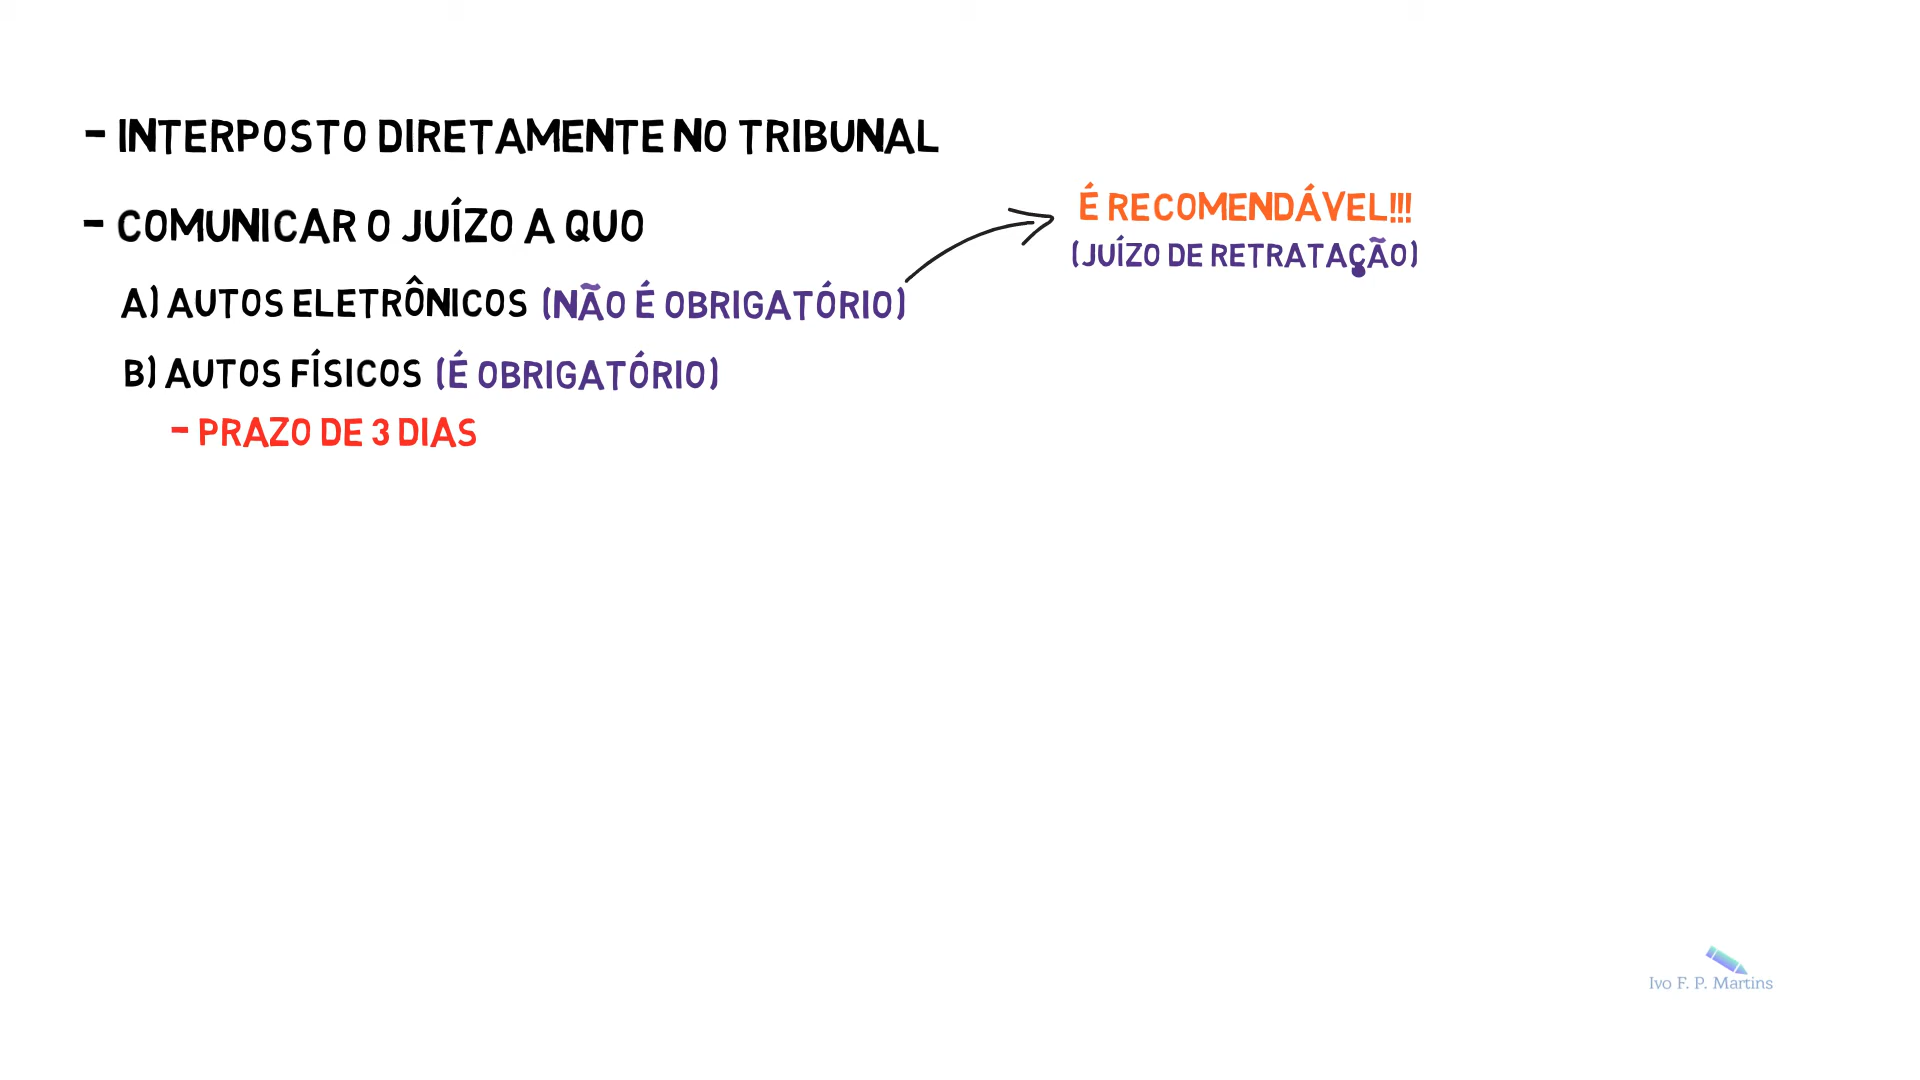 - INTERPOSTO DIRETAMENTE NO TRIBUNAL
- COMUNICAR O JUÍZO A QUO
É RECOMENDÁVEL!!!
(JUÍZO DE RETRATAÇÃO)
A) AUTOS ELETRÔNICOS (NÃO É OBRIGATÓRIO)
B) AUTOS FÍSICOS (É OBRIGATÓRIO)
- PRAZO DE 3 DIAS
Ivo F. P. Martins